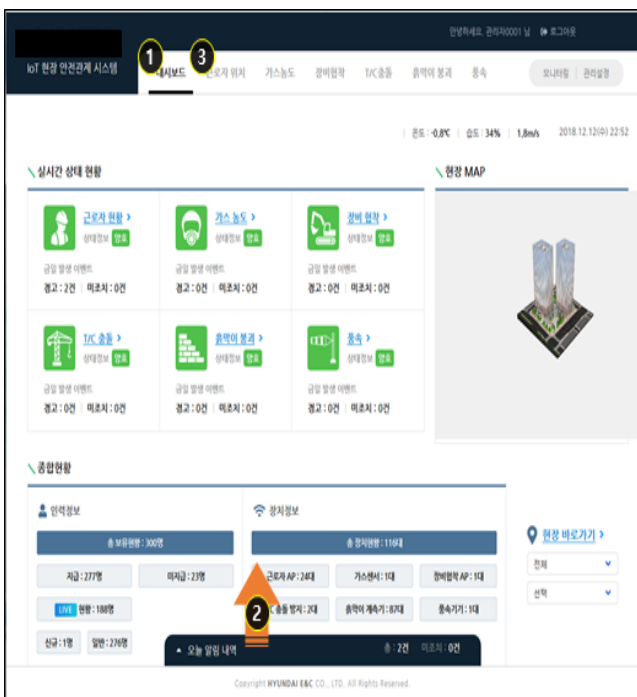 안녕하세요. 관리자0001 님 로그아웃
IoT 현장 안전관제 시스템
1
대시보드
3
근로자 위치
가스농도
장비협착
T/C충돌
흙막이 붕괴
풍속
모니터링 | 관리설정
온도 : -0.8℃ | 습도 : 34% | 1.8m/s 2018.12.12(수) 22:52
실시간 상태 현황
현장 MAP
근로자 현황 > 가스 농도 > 장비 협착 >
상태정보 양호 상태정보 양호 상태정보 양호
금일 발생 이벤트 금일 발생 이벤트 금일 발생 이벤트
경고 : 2건 | 미조치 : 0건 경고 : 0건 | 미조치 : 0건 경고 : 0건 | 미조치 : 0건
T/C 충돌 > 흙막이 붕괴 > 풍속 >
상태정보 양호 상태정보 양호 상태정보 양호
금일 발생 이벤트 금일 발생 이벤트 금일 발생 이벤트
경고 : 0건 | 미조치 : 0건 경고 : 0건 | 미조치 : 0건 경고 : 0건 | 미조치 : 0건
종합현황
인력정보
총 보유현황 : 300명
지급 : 277명 미지급 : 23명
LIVE 현황 : 188명
신규 : 1명 일반 : 276명
장치정보
총 장치현황 : 116대
근로자 AP : 24대 가스센서 : 1대 장비협착 AP : 1대
충돌 방지 : 2대 흙막이 계측기 : 87대 풍속기기 : 1대
2
현장 바로가기 >
전체
선택
오늘 알림 내역 총 : 2건 미조치 : 0건
Copyright HYUNDAI E&C CO., LTD. All Rights Reserved.